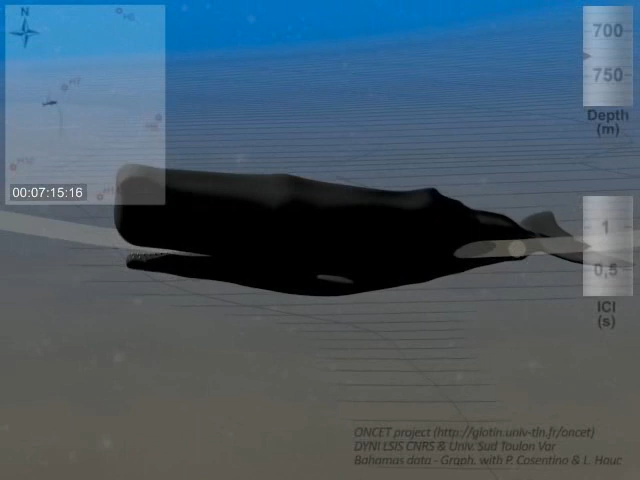 N
700
750
Depth
(m)
00:07:15:16
1
0,5
ICI
(s)
ONCET project (http://glotin.univ-tln.fr/oncet)
DYNI LSIS CNRS & Univ. Sud Toulon Var
Bahamas data - Graph. with P. Cosentino & I. Houc